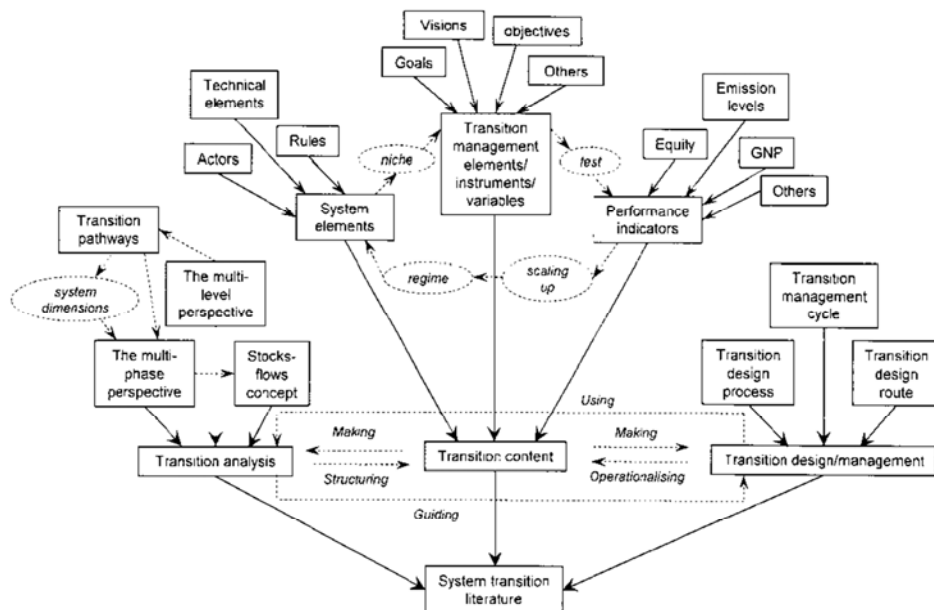 Visions
objectives
Goals
Others
Technical
elements
Emission
levels
Rules
Actors
niche
Transition
management
elements/
instruments/
variables
test
Equity
GNP
Others
System
elements
Performance
indicators
Transition
pathways
regime
scaling
up
system
dimensions
The multi-
level
perspective
Transition
management
cycle
The multi-
phase
perspective
Stocks-
flows
concept
Transition
design
process
Transition
design
route
Using
Making
Making
Transition analysis
Transition content
Transition design/management
Structuring
Operationalising
Guiding
System transition
literature